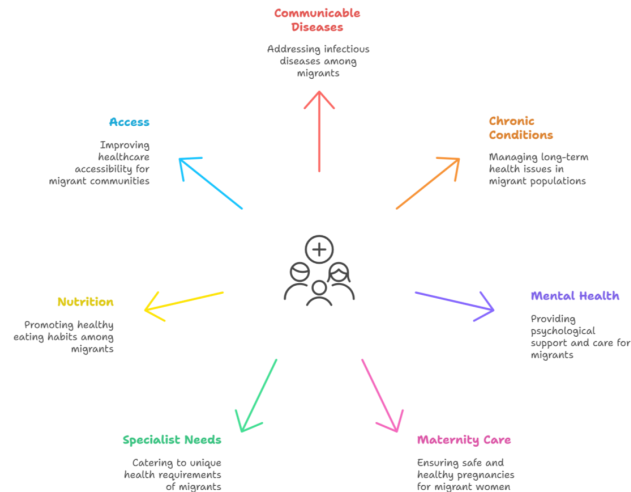 Communicable
Diseases
Addressing infectious
diseases among
migrants
Access
Improving
healthcare
accessibility for
migrant communities
Chronic
Conditions
Managing long-term
health issues in
migrant populations
Nutrition
Promoting healthy
eating habits among
migrants
Mental Health
Providing
psychological
support and care for
migrants
Specialist Needs
Catering to unique
health requirements
of migrants
Maternity Care
Ensuring safe and
healthy pregnancies
for migrant women